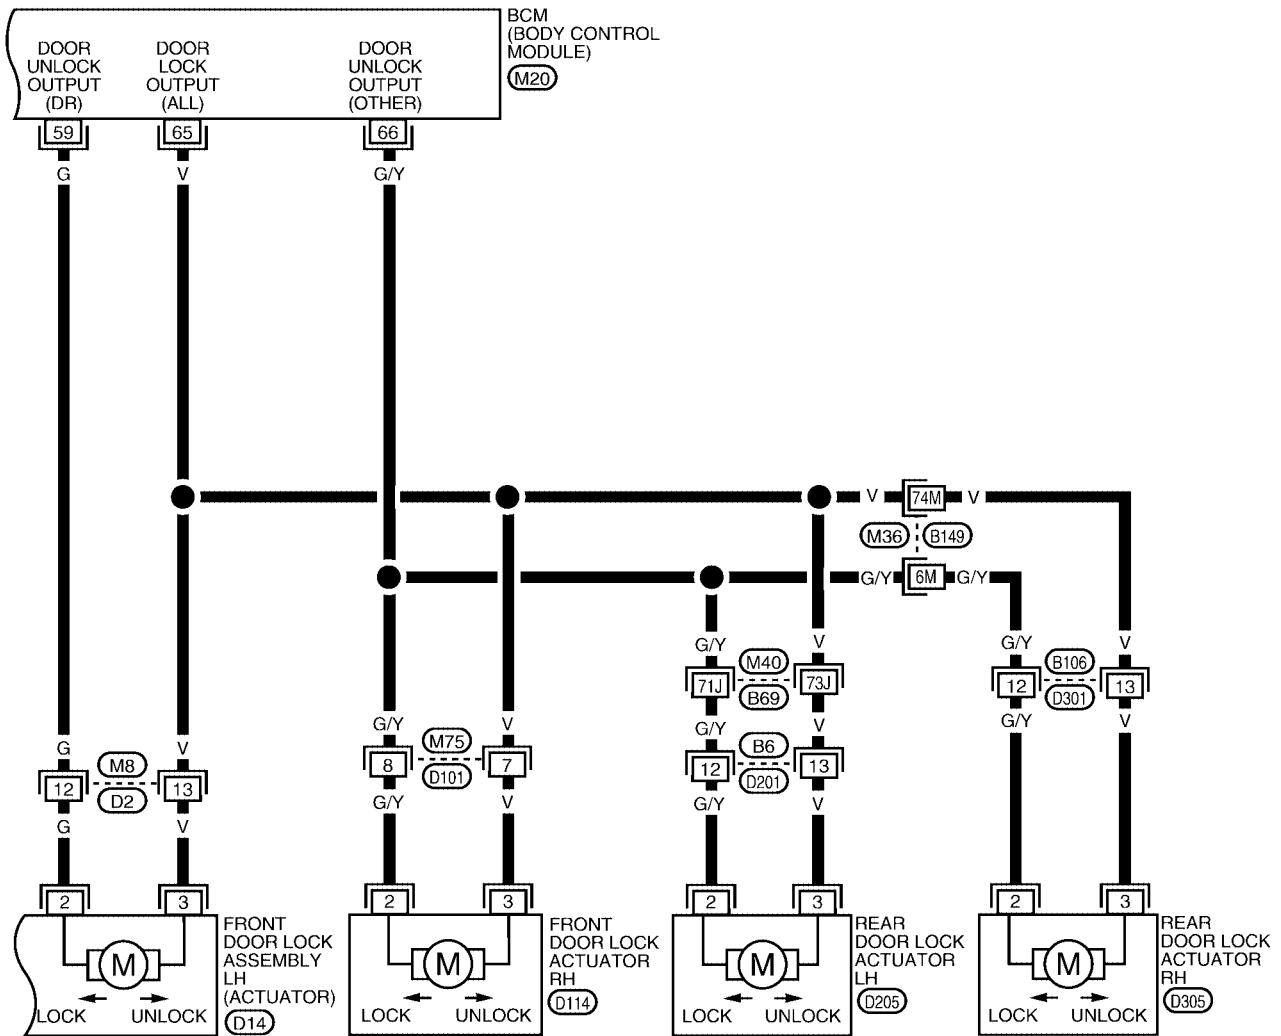 BCM
(BODY CONTROL
MODULE)
M20
DOOR
UNLOCK
OUTPUT
(DR)
DOOR
LOCK
OUTPUT
(ALL)
DOOR
UNLOCK
OUTPUT
(OTHER)
59
65
66
G
V
G/Y
V
74M
V
M36
B149
G/Y
6M
G/Y
G/Y
V
G/Y
V
M40
B106
71J
73J
12
13
B69
D301
G/Y
V
G/Y
V
G/Y
V
G
V
M75
B6
8
7
12
13
D101
D201
M8
12
13
D2
G/Y
V
G/Y
V
G
V
2
3
2
3
2
3
2
3
M
LOCK
UNLOCK
FRONT
DOOR LOCK
ASSEMBLY
LH
(ACTUATOR)
D14
M
LOCK
UNLOCK
FRONT
DOOR LOCK
ACTUATOR
RH
D114
M
LOCK
UNLOCK
REAR
DOOR LOCK
ACTUATOR
LH
D205
M
LOCK
UNLOCK
REAR
DOOR LOCK
ACTUATOR
RH
D305